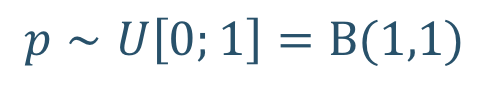 p ~ U[0; 1] = B(1,1)